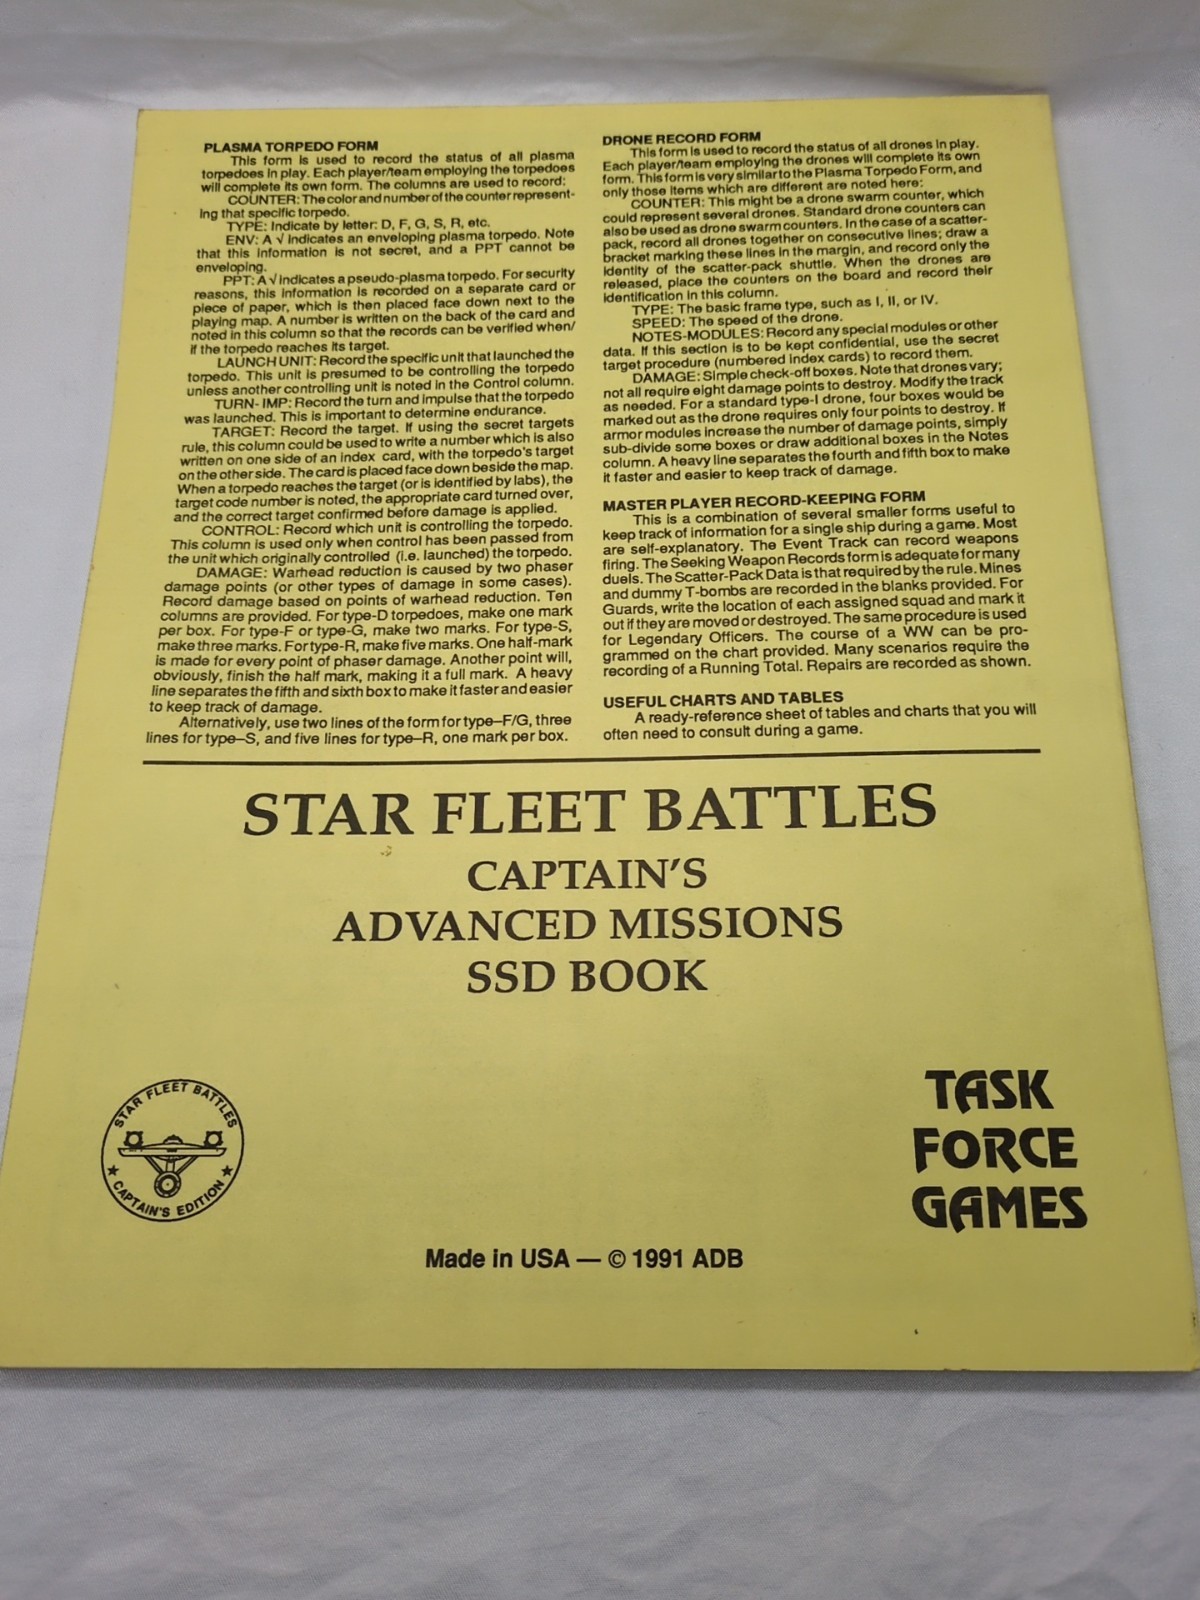 PLASMA TORPEDO FORM
This form is used to record the status of all plasma
torpedoes in play. Each player/team employing the torpedoes
will complete its own form. The columns are used to record:
COUNTER: The color and number of the counter represent-
ing that specific torpedo.
TYPE: Indicate by letter: D, F, G, S, R, etc.
ENV: A √ indicates an enveloping plasma torpedo. Note
that this information is not secret, and a PPT cannot be
enveloping.
PPT: A √ indicates a pseudo-plasma torpedo. For security
reasons, this information is recorded on a separate card or
piece of paper, which is then placed face down next to the
playing map. A number is written on the back of the card and
noted in this column so that the records can be verified when/
if the torpedo reaches its target.
LAUNCH UNIT: Record the specific unit that launched the
torpedo. This unit is presumed to be controlling the torpedo
unless another controlling unit is noted in the Control column.
TURN- IMP: Record the turn and impulse that the torpedo
was launched. This is important to determine endurance.
TARGET: Record the target. If using the secret targets
rule, this column could be used to write a number which is also
written on one side of an index card, with the torpedo's target
on the other side. The card is placed face down beside the map.
When a torpedo reaches the target (or is identified by labs), the
target code number is noted, the appropriate card turned over,
and the correct target confirmed before damage is applied.
CONTROL: Record which unit is controlling the torpedo.
This column is used only when control has been passed from
the unit which originally controlled (i.e. launched) the torpedo.
DAMAGE: Warhead reduction is caused by two phaser
damage points (or other types of damage in some cases).
Record damage based on points of warhead reduction. Ten
columns are provided. For type-D torpedoes, make one mark
per box. For type-F or type-G, make two marks. For type-S,
make three marks. For type-R, make five marks. One half-mark
is made for every point of phaser damage. Another point will,
obviously, finish the half mark, making it a full mark. A heavy
line separates the fifth and sixth box to make it faster and easier
to keep track of damage.
Alternatively, use two lines of the form for type–F/G, three
lines for type–S, and five lines for type–R, one mark per box.
DRONE RECORD FORM
This form is used to record the status of all drones in play.
Each player/team employing the drones will complete its own
form. This form is very similar to the Plasma Torpedo Form, and
only those items which are different are noted here:
COUNTER: This might be a drone swarm counter, which
could represent several drones. Standard drone counters can
also be used as drone swarm counters. In the case of a scatter-
pack, record all drones together on consecutive lines; draw a
bracket marking these lines in the margin, and record only the
identity of the scatter-pack shuttle. When the drones are
released, place the counters on the board and record their
identification in this column.
TYPE: The basic frame type, such as I, II, or IV.
SPEED: The speed of the drone.
NOTES-MODULES: Record any special modules or other
data. If this section is to be kept confidential, use the secret
target procedure (numbered index cards) to record them.
DAMAGE: Simple check-off boxes. Note that drones vary;
not all require eight damage points to destroy. Modify the track
as needed. For a standard type-I drone, four boxes would be
marked out as the drone requires only four points to destroy. If
armor modules increase the number of damage points, simply
sub-divide some boxes or draw additional boxes in the Notes
column. A heavy line separates the fourth and fifth box to make
it faster and easier to keep track of damage.
MASTER PLAYER RECORD-KEEPING FORM
This is a combination of several smaller forms useful to
keep track of information for a single ship during a game. Most
are self-explanatory. The Event Track can record weapons
firing. The Seeking Weapon Records form is adequate for many
duels. The Scatter-Pack Data is that required by the rule. Mines
and dummy T-bombs are recorded in the blanks provided. For
Guards, write the location of each assigned squad and mark it
out if they are moved or destroyed. The same procedure is used
for Legendary Officers. The course of a WW can be pro-
grammed on the chart provided. Many scenarios require the
recording of a Running Total. Repairs are recorded as shown.
USEFUL CHARTS AND TABLES
A ready-reference sheet of tables and charts that you will
often need to consult during a game.
STAR FLEET BATTLES
CAPTAIN'S
ADVANCED MISSIONS
SSD BOOK
STAR FLEET BATTLES
CAPTAIN'S EDITION
TASK
FORCE
GAMES
Made in USA — © 1991 ADB